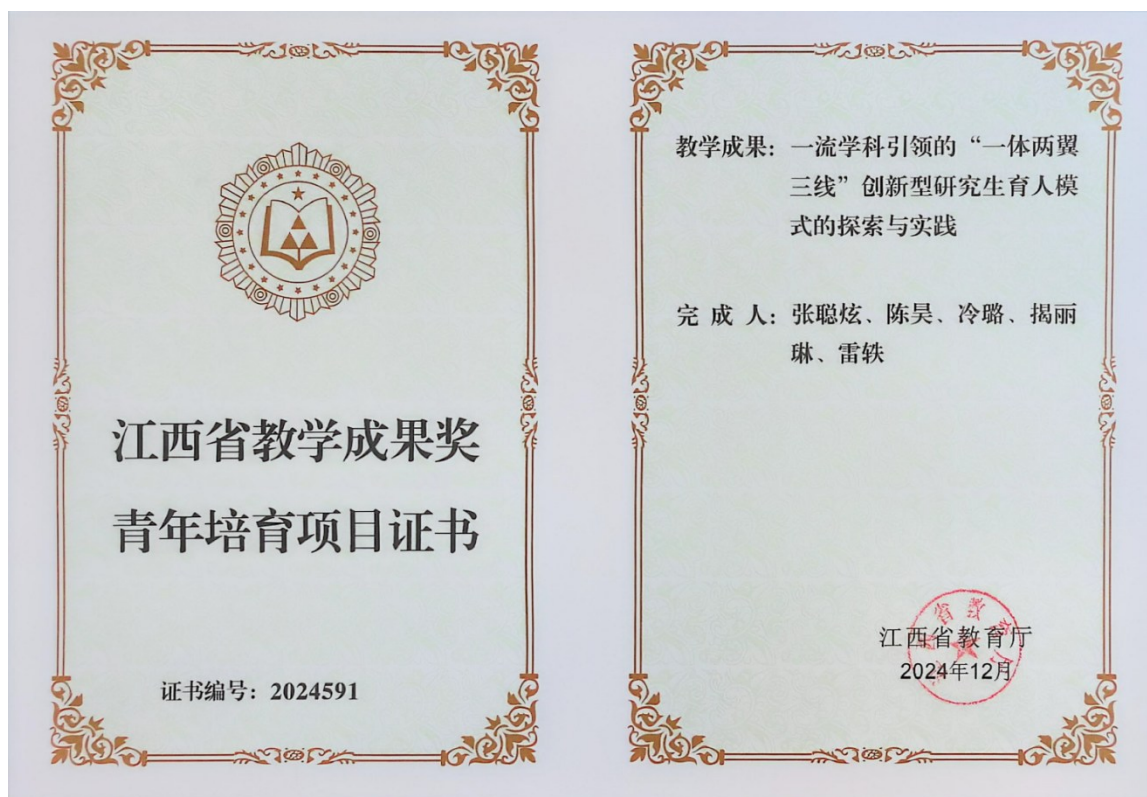 江西省教学成果奖
青年培育项目证书
证书编号：2024591
教学成果：一流学科引领的“一体两翼
三线”创新型研究生育人模
式的探索与实践
完成人：张聪炫、陈昊、冷璐、揭丽
琳、雷轶
江西省教育厅
2024年12月